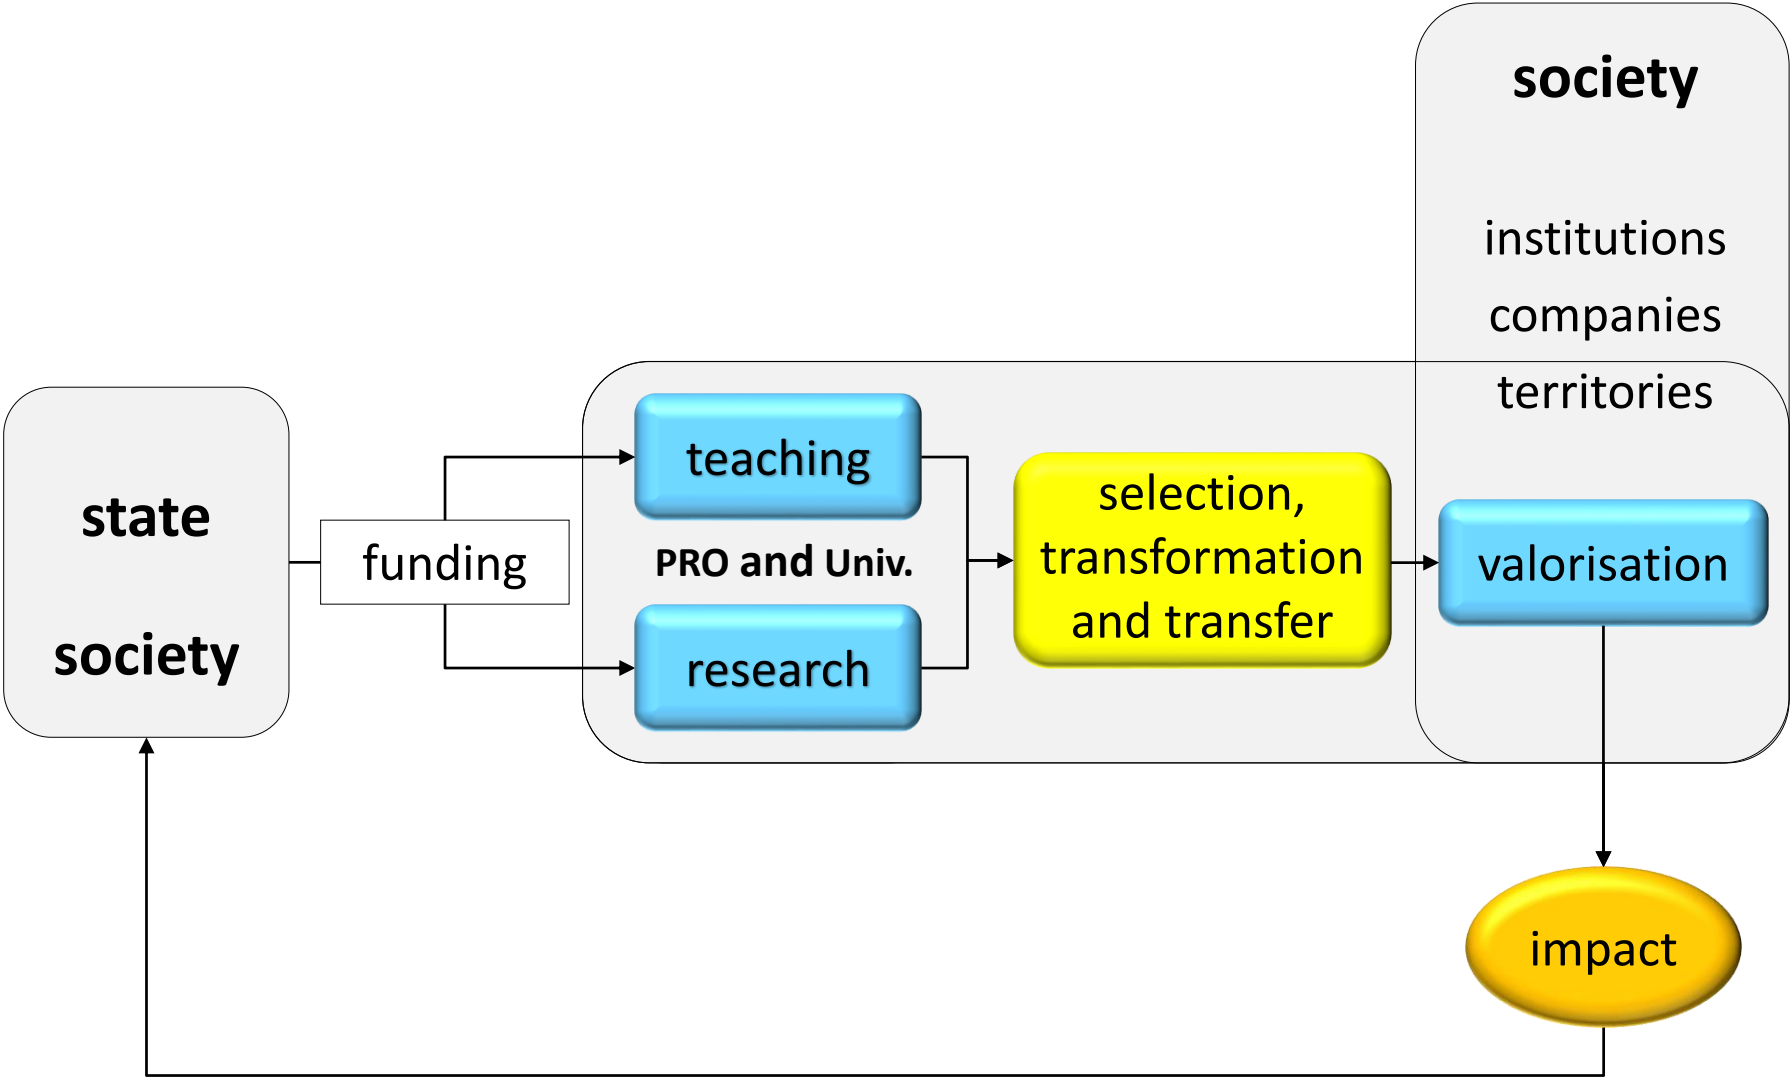 society
institutions
companies
territories
state
society
funding
teaching
PRO and Univ.
research
selection,
transformation
and transfer
valorisation
impact